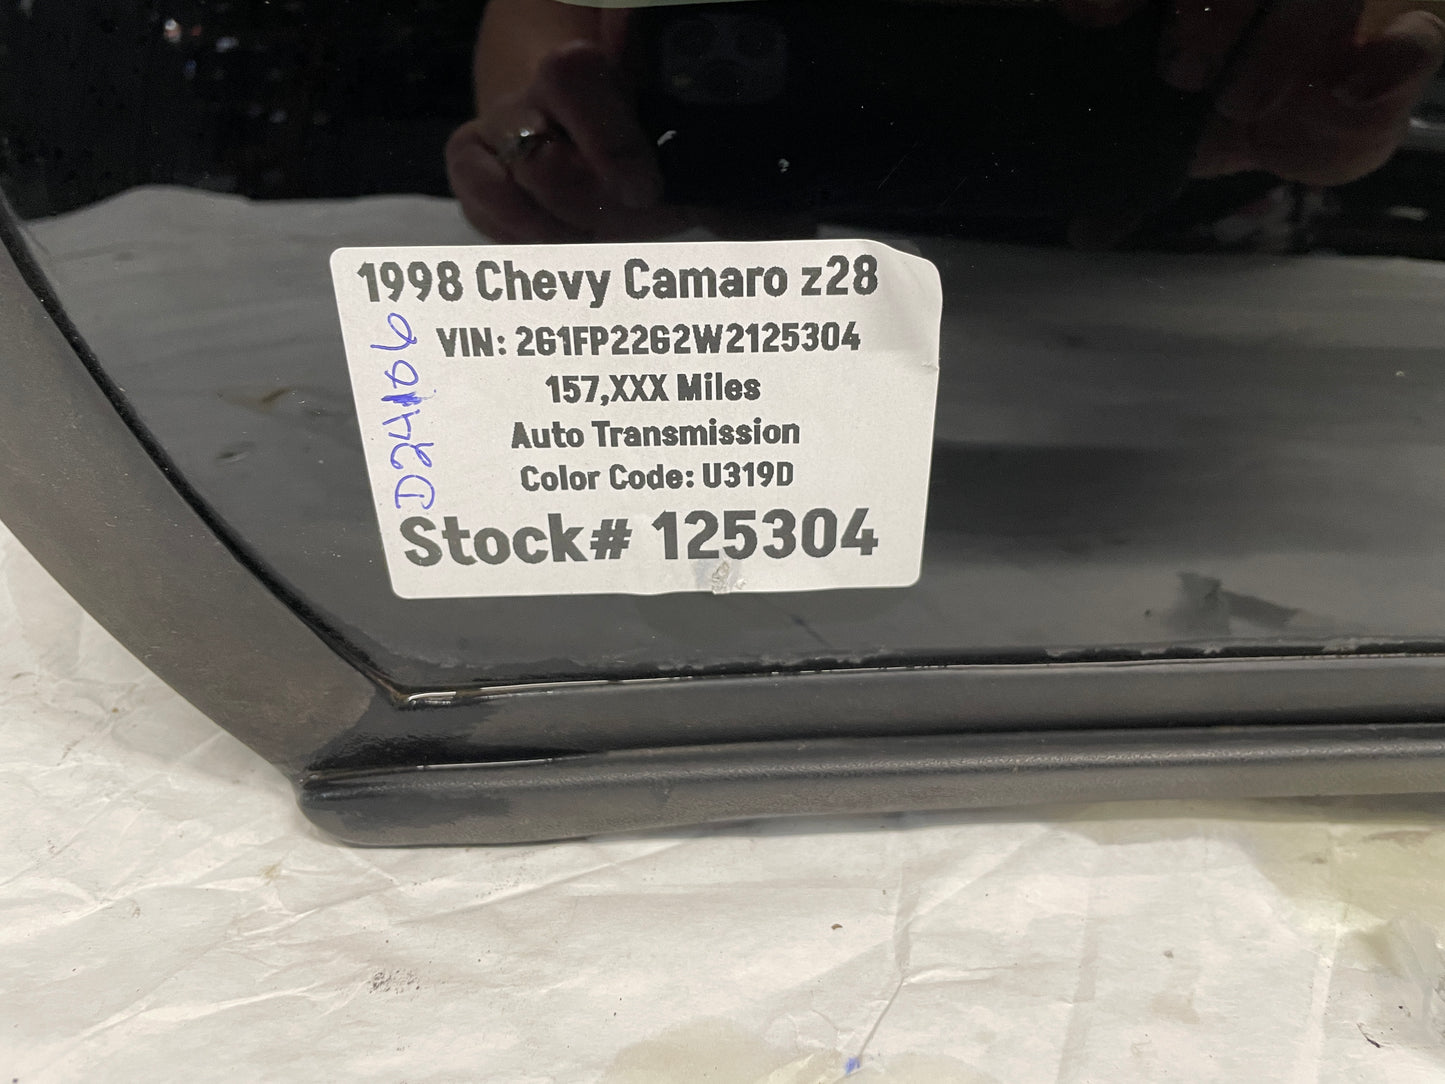 1998 Chevy Camaro z28
VIN: 2G1FP22G2W2125304
157,XXX Miles
Auto Transmission
Color Code: U319D
Stock# 125304
D24106